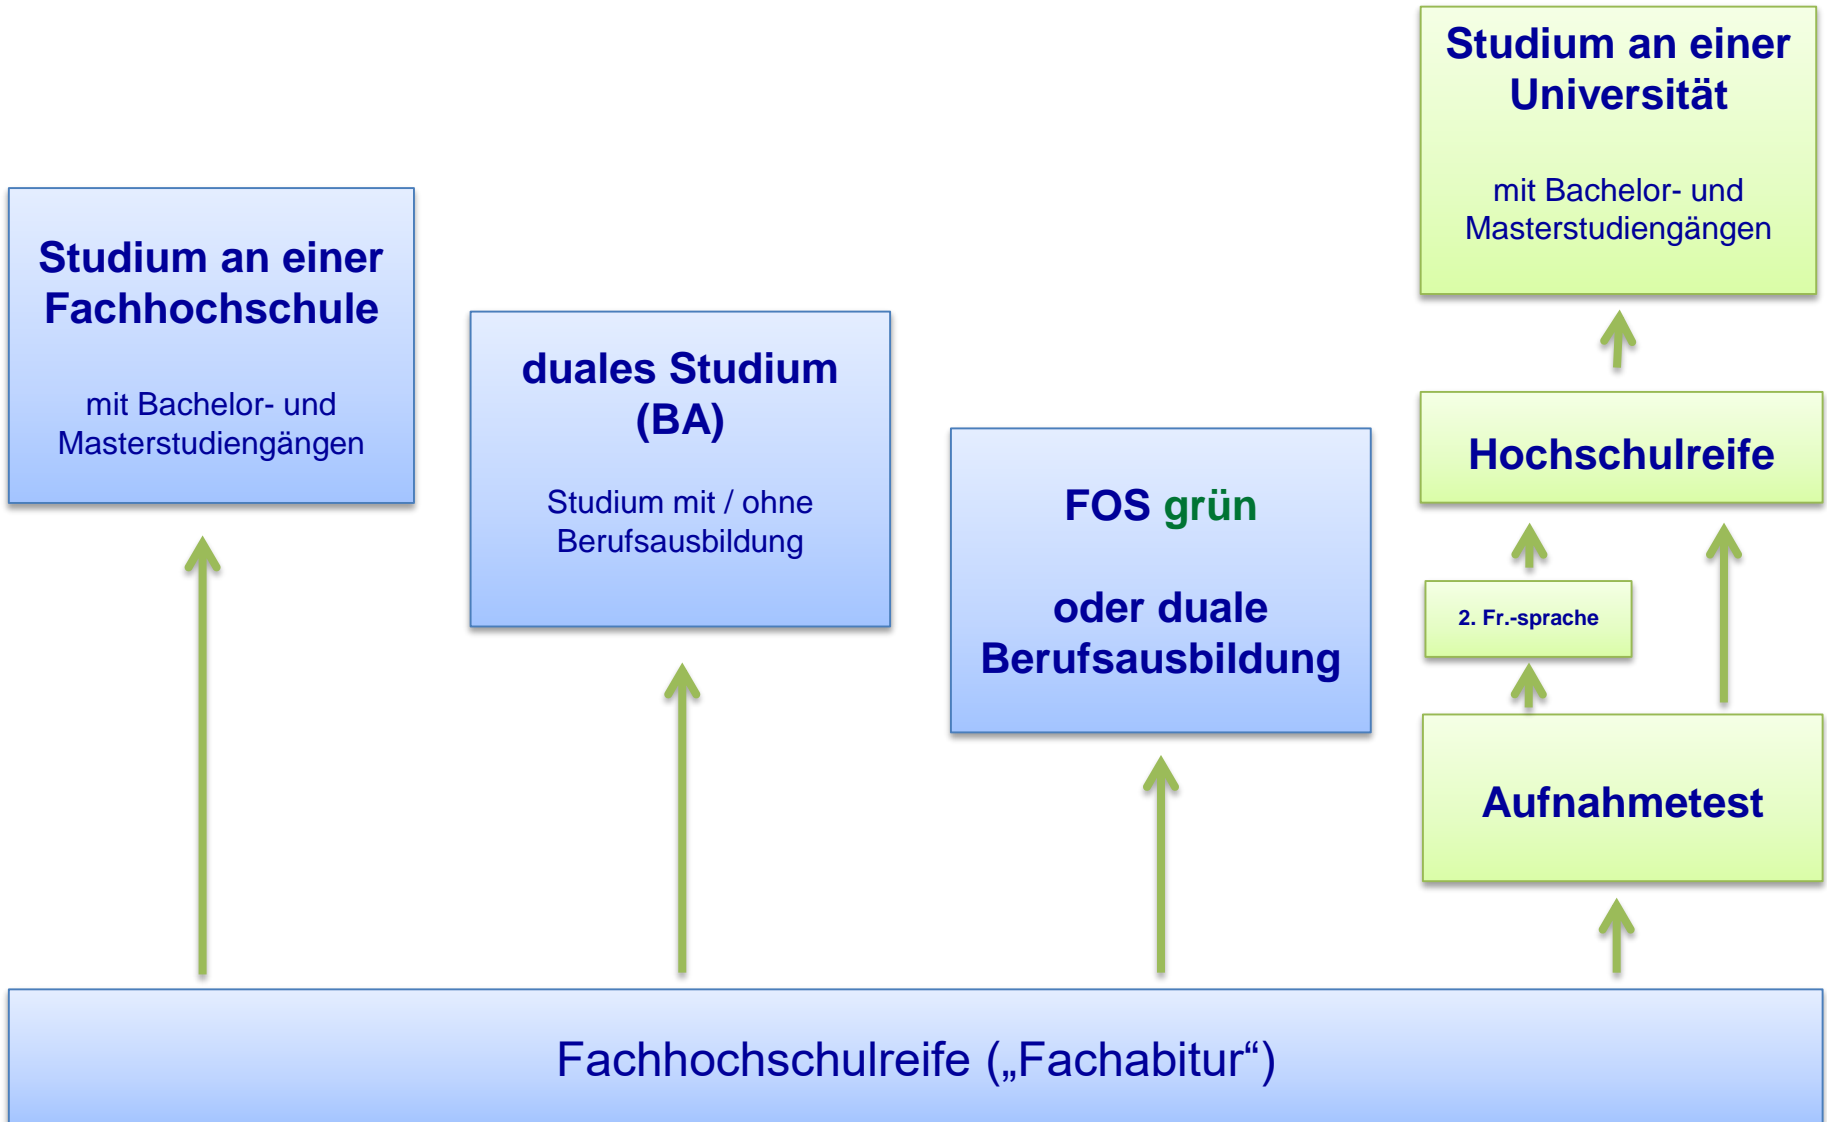 Studium an einer
Fachhochschule
mit Bachelor- und
Masterstudiengängen
duales Studium
(BA)
Studium mit / ohne
Berufsausbildung
FOS grün
oder duale
Berufsausbildung
Studium an einer
Universität
mit Bachelor- und
Masterstudiengängen
Hochschulreife
2. Fr.-sprache
Aufnahmetest
Fachhochschulreife („Fachabitur“)